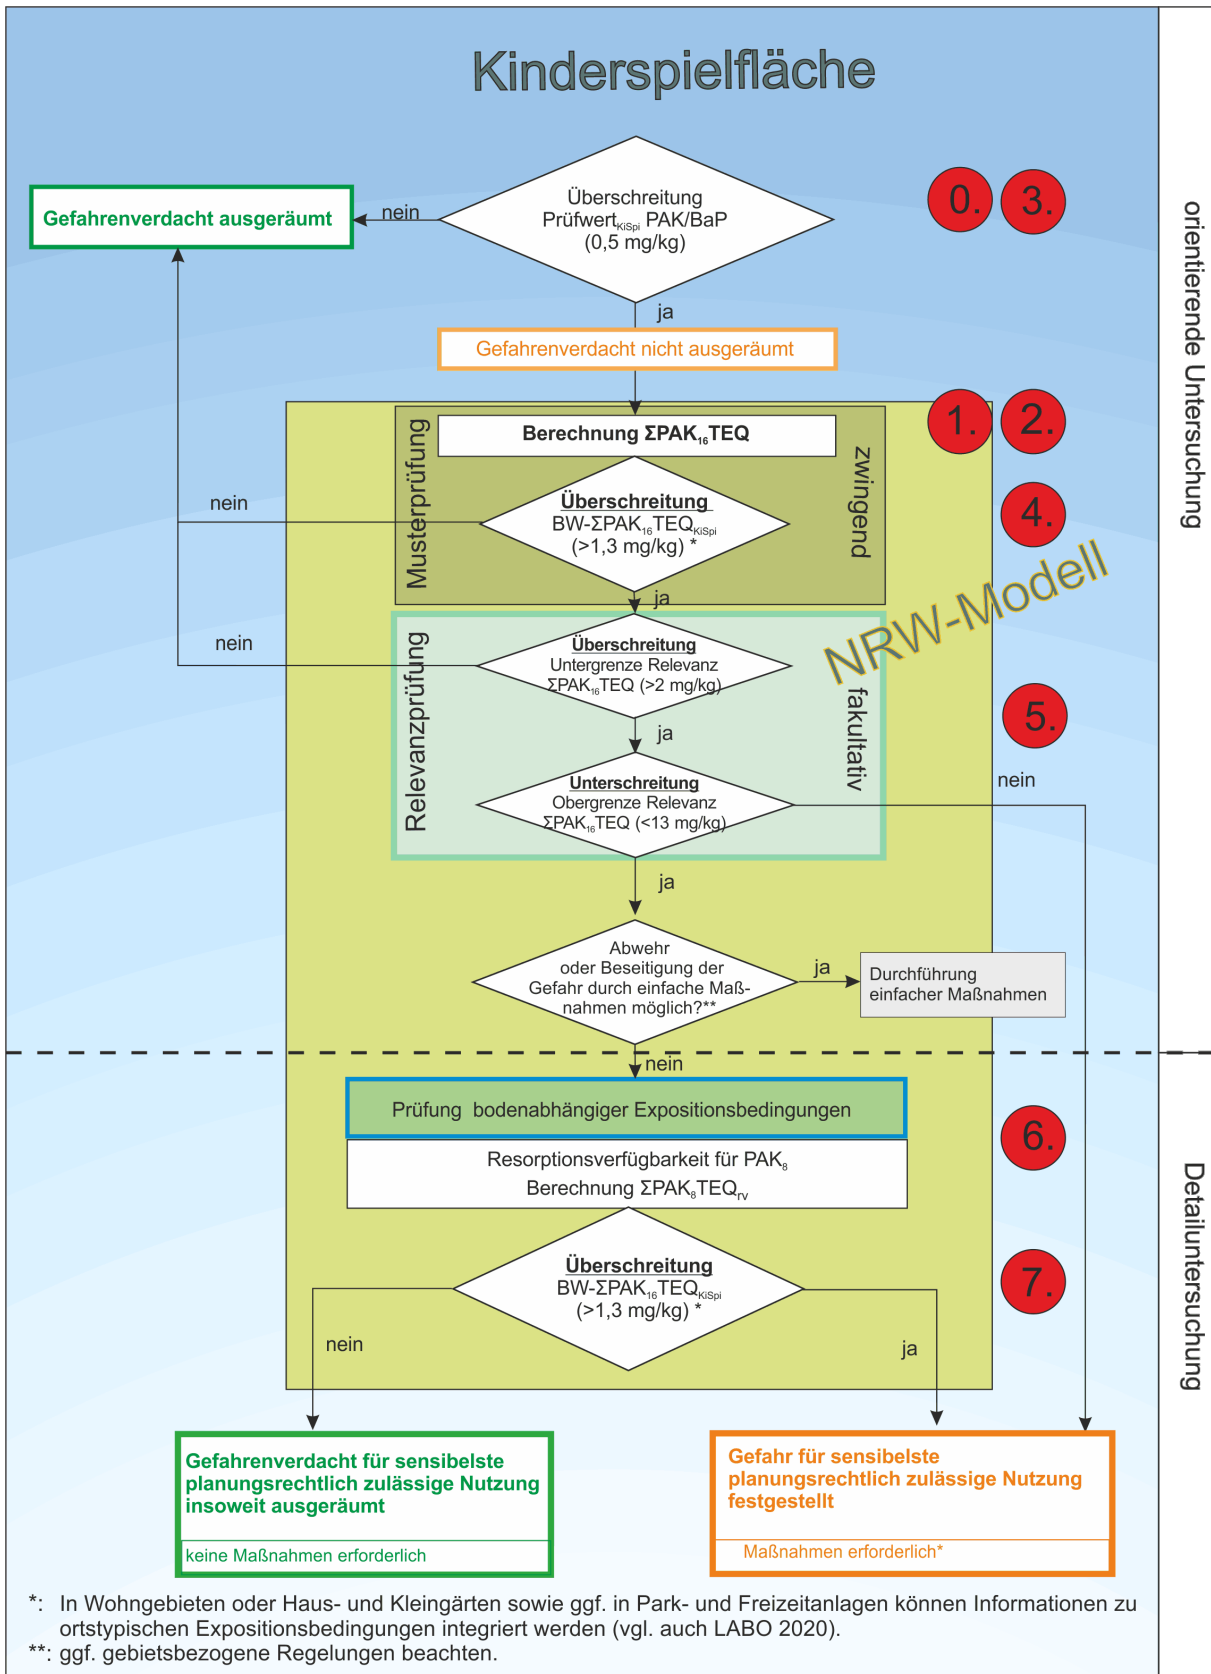 Kinderspielfläche
Überschreitung
Prüfwert KiSpi PAK/BaP
(0,5 mg/kg)
0.
3.
nein
Gefahrenverdacht ausgeräumt
ja
Gefahrenverdacht nicht ausgeräumt
orientierende Untersuchung
1.
2.
Musterprüfung
zwingend
Berechnung ΣPAK₁₆TEQ
Überschreitung
BW-ΣPAK₁₆TEQ KiSpi
(>1,3 mg/kg) *
4.
nein
ja
NRW-Modell
Relevanzprüfung
fakultativ
Überschreitung
Untergrenze Relevanz
ΣPAK₁₆TEQ (>2 mg/kg)
nein
ja
5.
Unterschreitung
Obergrenze Relevanz
ΣPAK₁₆TEQ (<13 mg/kg)
nein
ja
Abwehr
oder Beseitigung der
Gefahr durch einfache Maß-
nahmen möglich?**
ja
Durchführung
einfacher Maßnahmen
nein
Prüfung bodenabhängiger Expositionsbedingungen
6.
Resorptionsverfügbarkeit für PAK₈
Berechnung ΣPAK₈TEQrv
Detailuntersuchung
Überschreitung
BW-ΣPAK₁₆TEQ KiSpi
(>1,3 mg/kg) *
7.
nein
ja
Gefahrenverdacht für sensibelste
planungsrechtlich zulässige Nutzung
insoweit ausgeräumt
keine Maßnahmen erforderlich
Gefahr für sensibelste
planungsrechtlich zulässige Nutzung
festgestellt
Maßnahmen erforderlich*
*: In Wohngebieten oder Haus- und Kleingärten sowie ggf. in Park- und Freizeitanlagen können Informationen zu
ortstypischen Expositionsbedingungen integriert werden (vgl. auch LABO 2020).
**: ggf. gebietsbezogene Regelungen beachten.